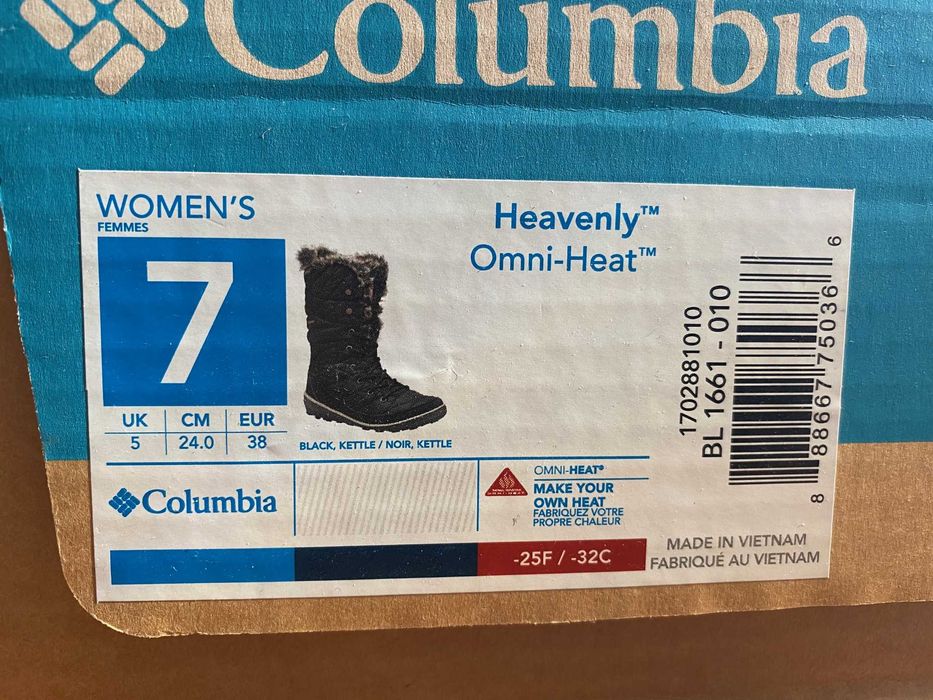 Columbia
WOMEN'S
FEMMES
7
UK CM EUR
5 24.0 38
Heavenly™
Omni-Heat™
BLACK, KETTLE / NOIR, KETTLE
1702881010
BL 1661 - 010
8 88667 75036 6
Columbia
OMNI-HEAT®
MAKE YOUR
OWN HEAT
FABRIQUEZ VOTRE
PROPRE CHALEUR
-25F / -32C
MADE IN VIETNAM
FABRIQUÉ AU VIETNAM